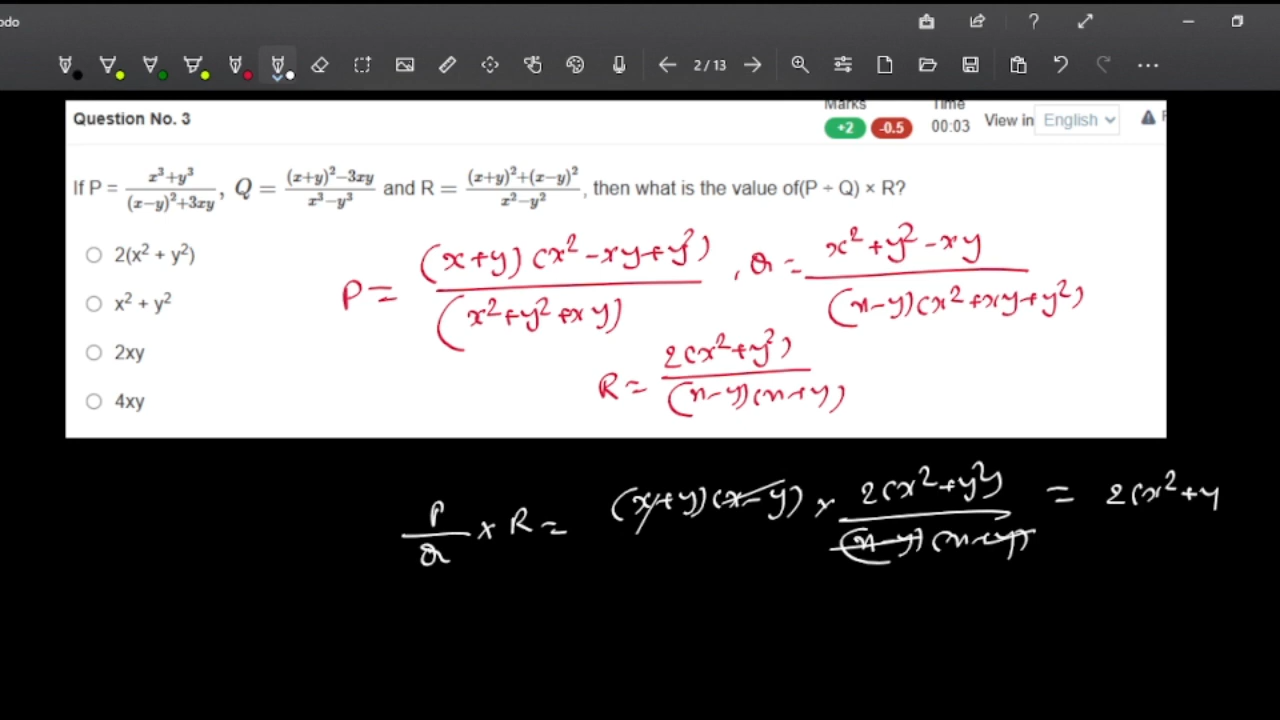 odo
2 / 13
Question No. 3
Marks Time
+2 -0.5 00:03 View in English
If P = x³+y³/(x−y)²+3xy, Q = (x+y)²−3xy/x³−y³ and R = (x+y)²+(x−y)²/x²−y², then what is the value of(P ÷ Q) × R?
2(x² + y²)
x² + y²
2xy
4xy
P = (x+y)(x²-xy+y²)/(x²+y²+xy), Q = x²+y²-xy/(x-y)(x²+xy+y²)
R = 2(x²+y²)/(x-y)(x+y)
P/Q × R = (x+y)(x-y) × 2(x²+y²)/(x-y)(x+y) = 2(x²+y